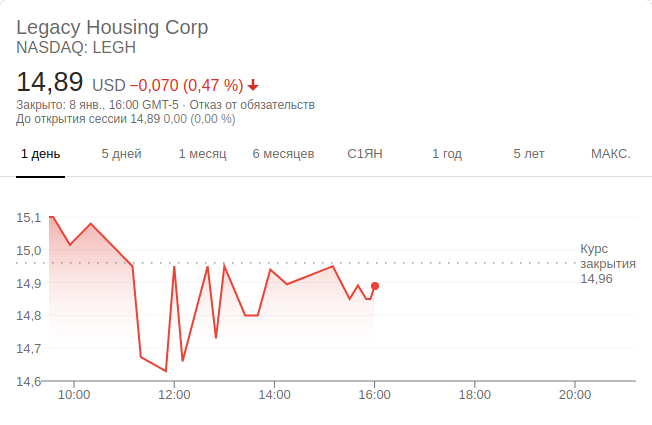 Legacy Housing Corp
NASDAQ: LEGH
14,89 USD −0,070 (0,47 %)
Закрыто: 8 янв., 16:00 GMT-5 · Отказ от обязательств
До открытия сессии 14,89 0,00 (0,00 %)
1 день 5 дней 1 месяц 6 месяцев С1ЯН 1 год 5 лет МАКС.
15,1
15,0
14,9
14,8
14,7
14,6
Курс
закрытия
14,96
10:00 12:00 14:00 16:00 18:00 20:00